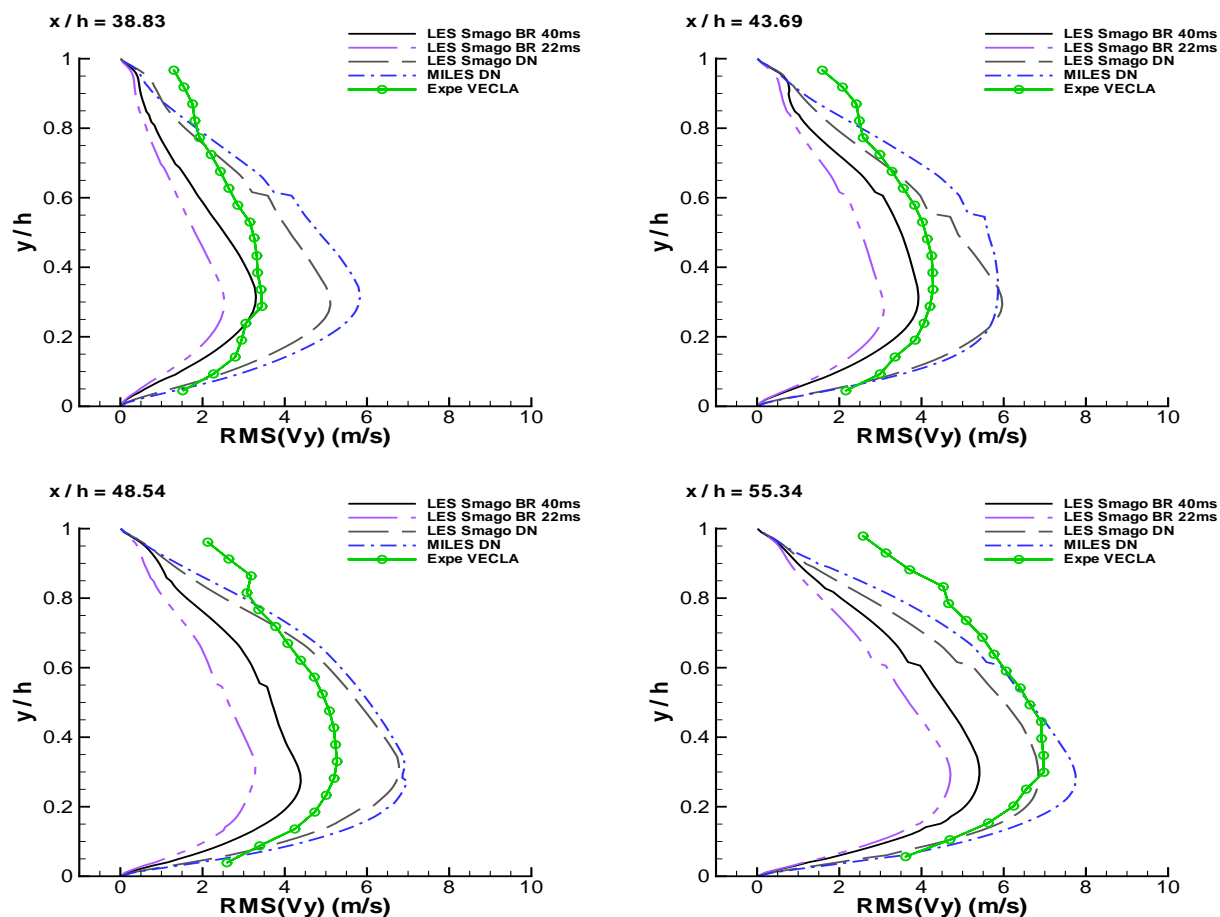 x / h = 38.83
LES Smago BR 40ms
LES Smago BR 22ms
LES Smago DN
MILES DN
Expe VECLA
1
0.8
0.6
0.4
0.2
0
y / h
0 2 4 6 8 10
RMS(Vy) (m/s)
x / h = 43.69
LES Smago BR 40ms
LES Smago BR 22ms
LES Smago DN
MILES DN
Expe VECLA
1
0.8
0.6
0.4
0.2
0
y / h
0 2 4 6 8 10
RMS(Vy) (m/s)
x / h = 48.54
LES Smago BR 40ms
LES Smago BR 22ms
LES Smago DN
MILES DN
Expe VECLA
1
0.8
0.6
0.4
0.2
0
y / h
0 2 4 6 8 10
RMS(Vy) (m/s)
x / h = 55.34
LES Smago BR 40ms
LES Smago BR 22ms
LES Smago DN
MILES DN
Expe VECLA
1
0.8
0.6
0.4
0.2
0
y / h
0 2 4 6 8 10
RMS(Vy) (m/s)